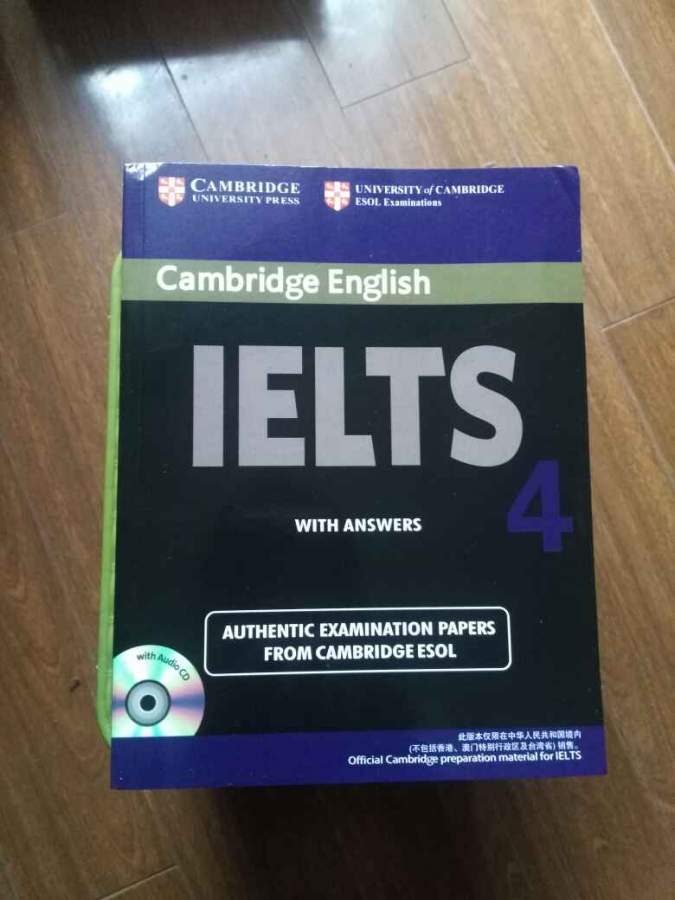 CAMBRIDGE
UNIVERSITY PRESS
UNIVERSITY of CAMBRIDGE
ESOL Examinations
Cambridge English
IELTS
4
WITH ANSWERS
AUTHENTIC EXAMINATION PAPERS
FROM CAMBRIDGE ESOL
with Audio CD
此版本仅限在中华人民共和国境内
(不包括香港、澳门特别行政区及台湾省) 销售。
Official Cambridge preparation material for IELTS